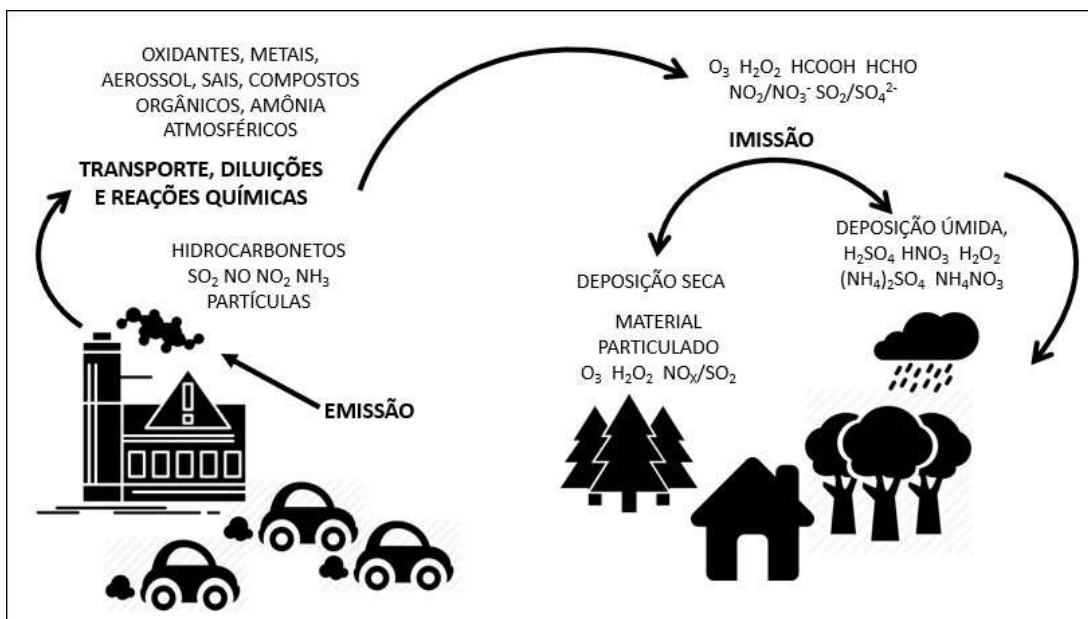 OXIDANTES, METAIS,
AEROSSOL, SAIS, COMPOSTOS
ORGÂNICOS, AMÔNIA
ATMOSFÉRICOS
TRANSPORTE, DILUIÇÕES
E REAÇÕES QUÍMICAS
HIDROCARBONETOS
SO₂ NO NO₂ NH₃
PARTÍCULAS
EMISSÃO
O₃ H₂O₂ HCOOH HCHO
NO₂/NO₃⁻ SO₂/SO₄²⁻
IMISSÃO
DEPOSIÇÃO SECA
MATERIAL
PARTICULADO
O₃ H₂O₂ NOₓ/SO₂
DEPOSIÇÃO ÚMIDA,
H₂SO₄ HNO₃ H₂O₂
(NH₄)₂SO₄ NH₄NO₃